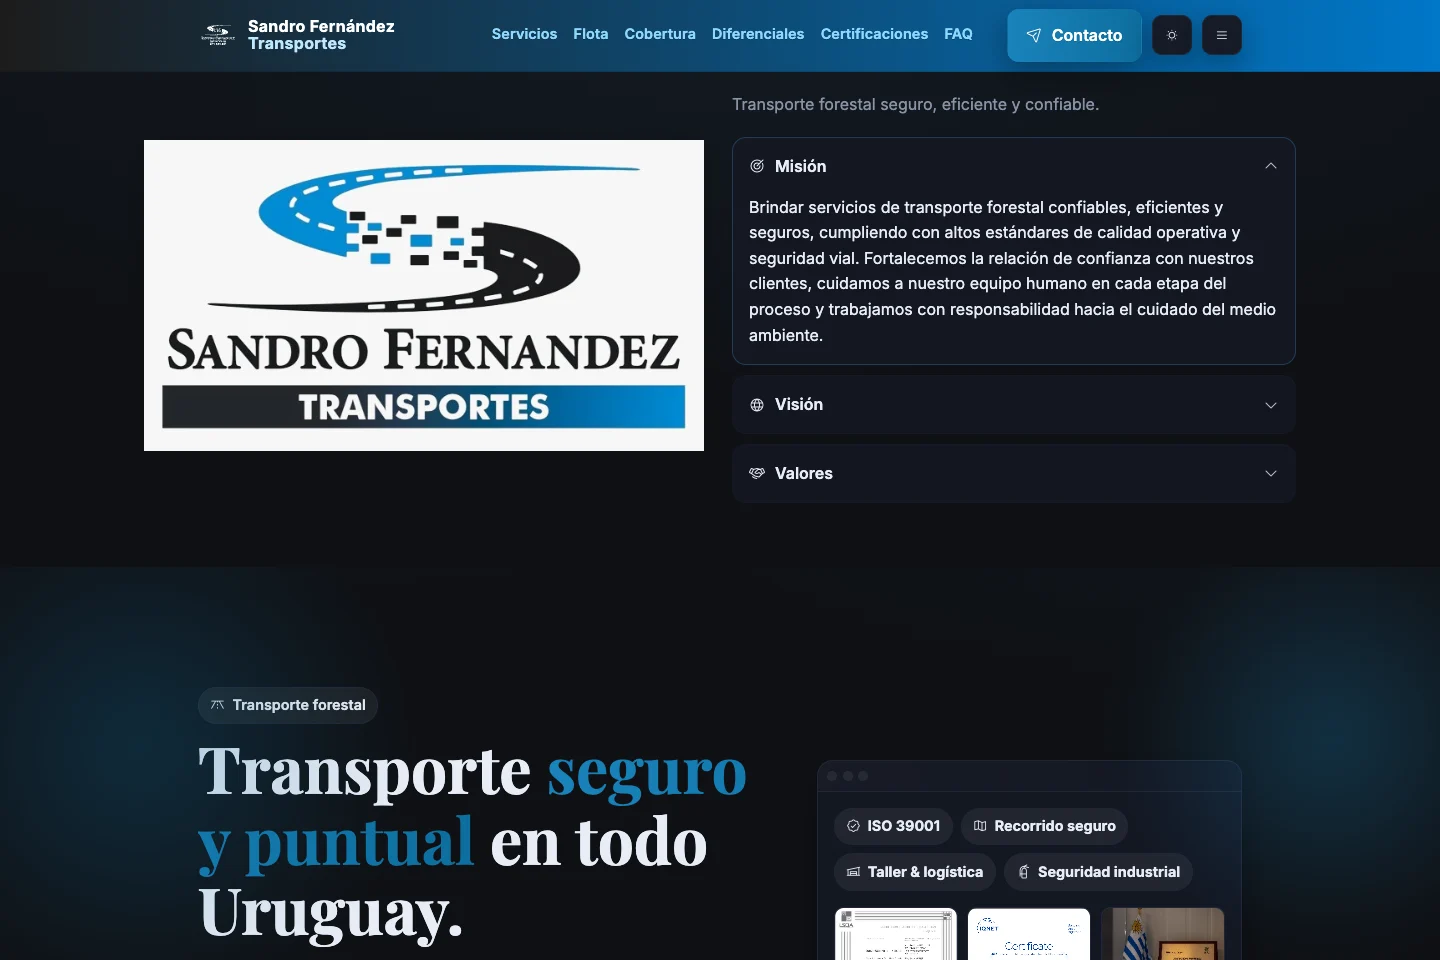 Sandro Fernández
Transportes
Servicios
Flota
Cobertura
Diferenciales
Certificaciones
FAQ
Contacto
Transporte forestal seguro, eficiente y confiable.
SANDRO FERNANDEZ
TRANSPORTES
Misión
Brindar servicios de transporte forestal confiables, eficientes y
seguros, cumpliendo con altos estándares de calidad operativa y
seguridad vial. Fortalecemos la relación de confianza con nuestros
clientes, cuidamos a nuestro equipo humano en cada etapa del
proceso y trabajamos con responsabilidad hacia el cuidado del medio
ambiente.
Visión
Valores
Transporte forestal
Transporte seguro
y puntual en todo
Uruguay.
ISO 39001
Recorrido seguro
Taller & logística
Seguridad industrial
LSQA
IQNET
Certificate